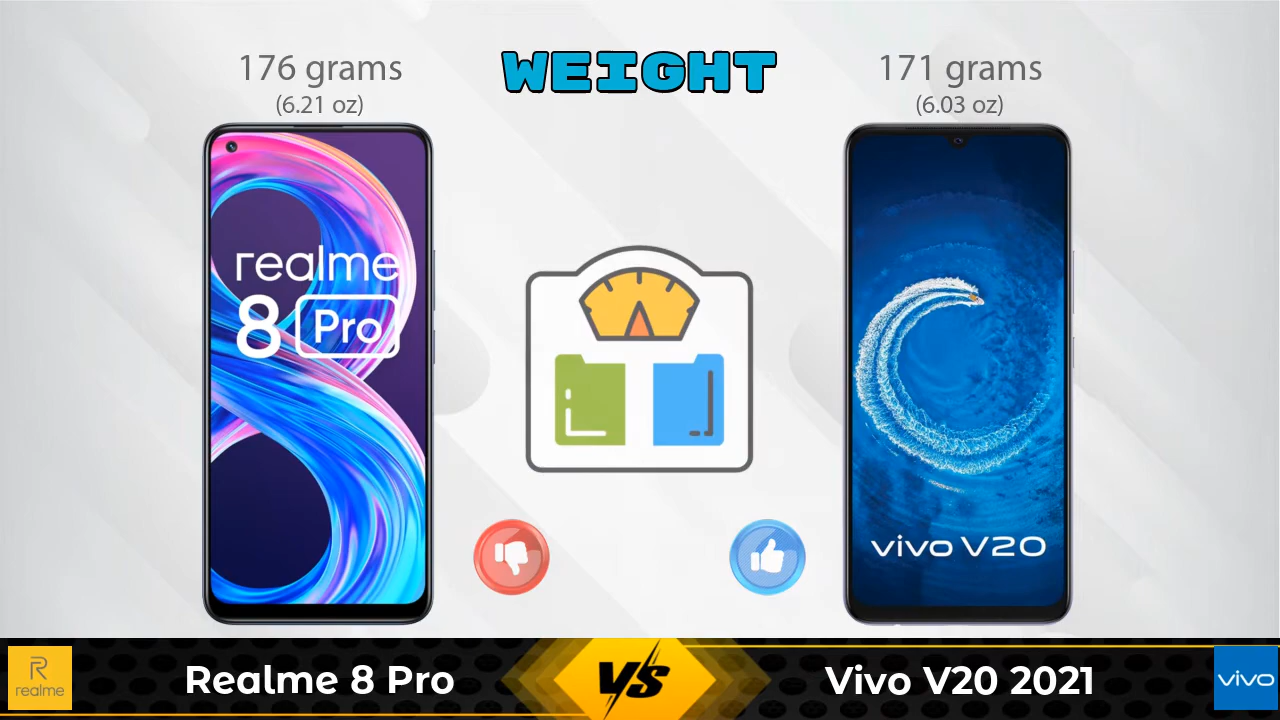 WEIGHT
176 grams
(6.21 oz)
171 grams
(6.03 oz)
realme
8 Pro
vivo V20
R
realme
Realme 8 Pro
VS
Vivo V20 2021
vivo